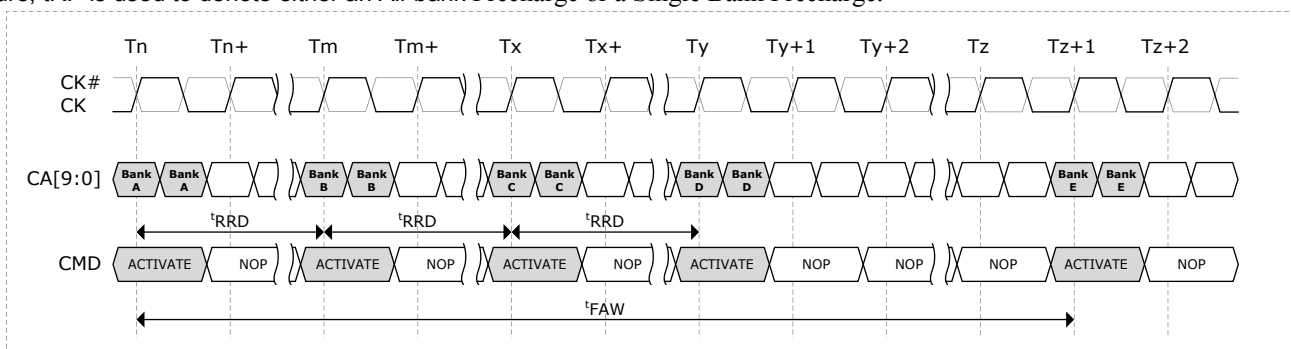 Tn Tn+ Tm Tm+ Tx Tx+ Ty Ty+1 Ty+2 Tz Tz+1 Tz+2
CK#
CK
CA[9:0] Bank A Bank A Bank B Bank B Bank C Bank C Bank D Bank D Bank E Bank E
tRRD tRRD tRRD
CMD ACTIVATE NOP ACTIVATE NOP ACTIVATE NOP ACTIVATE NOP NOP NOP ACTIVATE NOP
tFAW